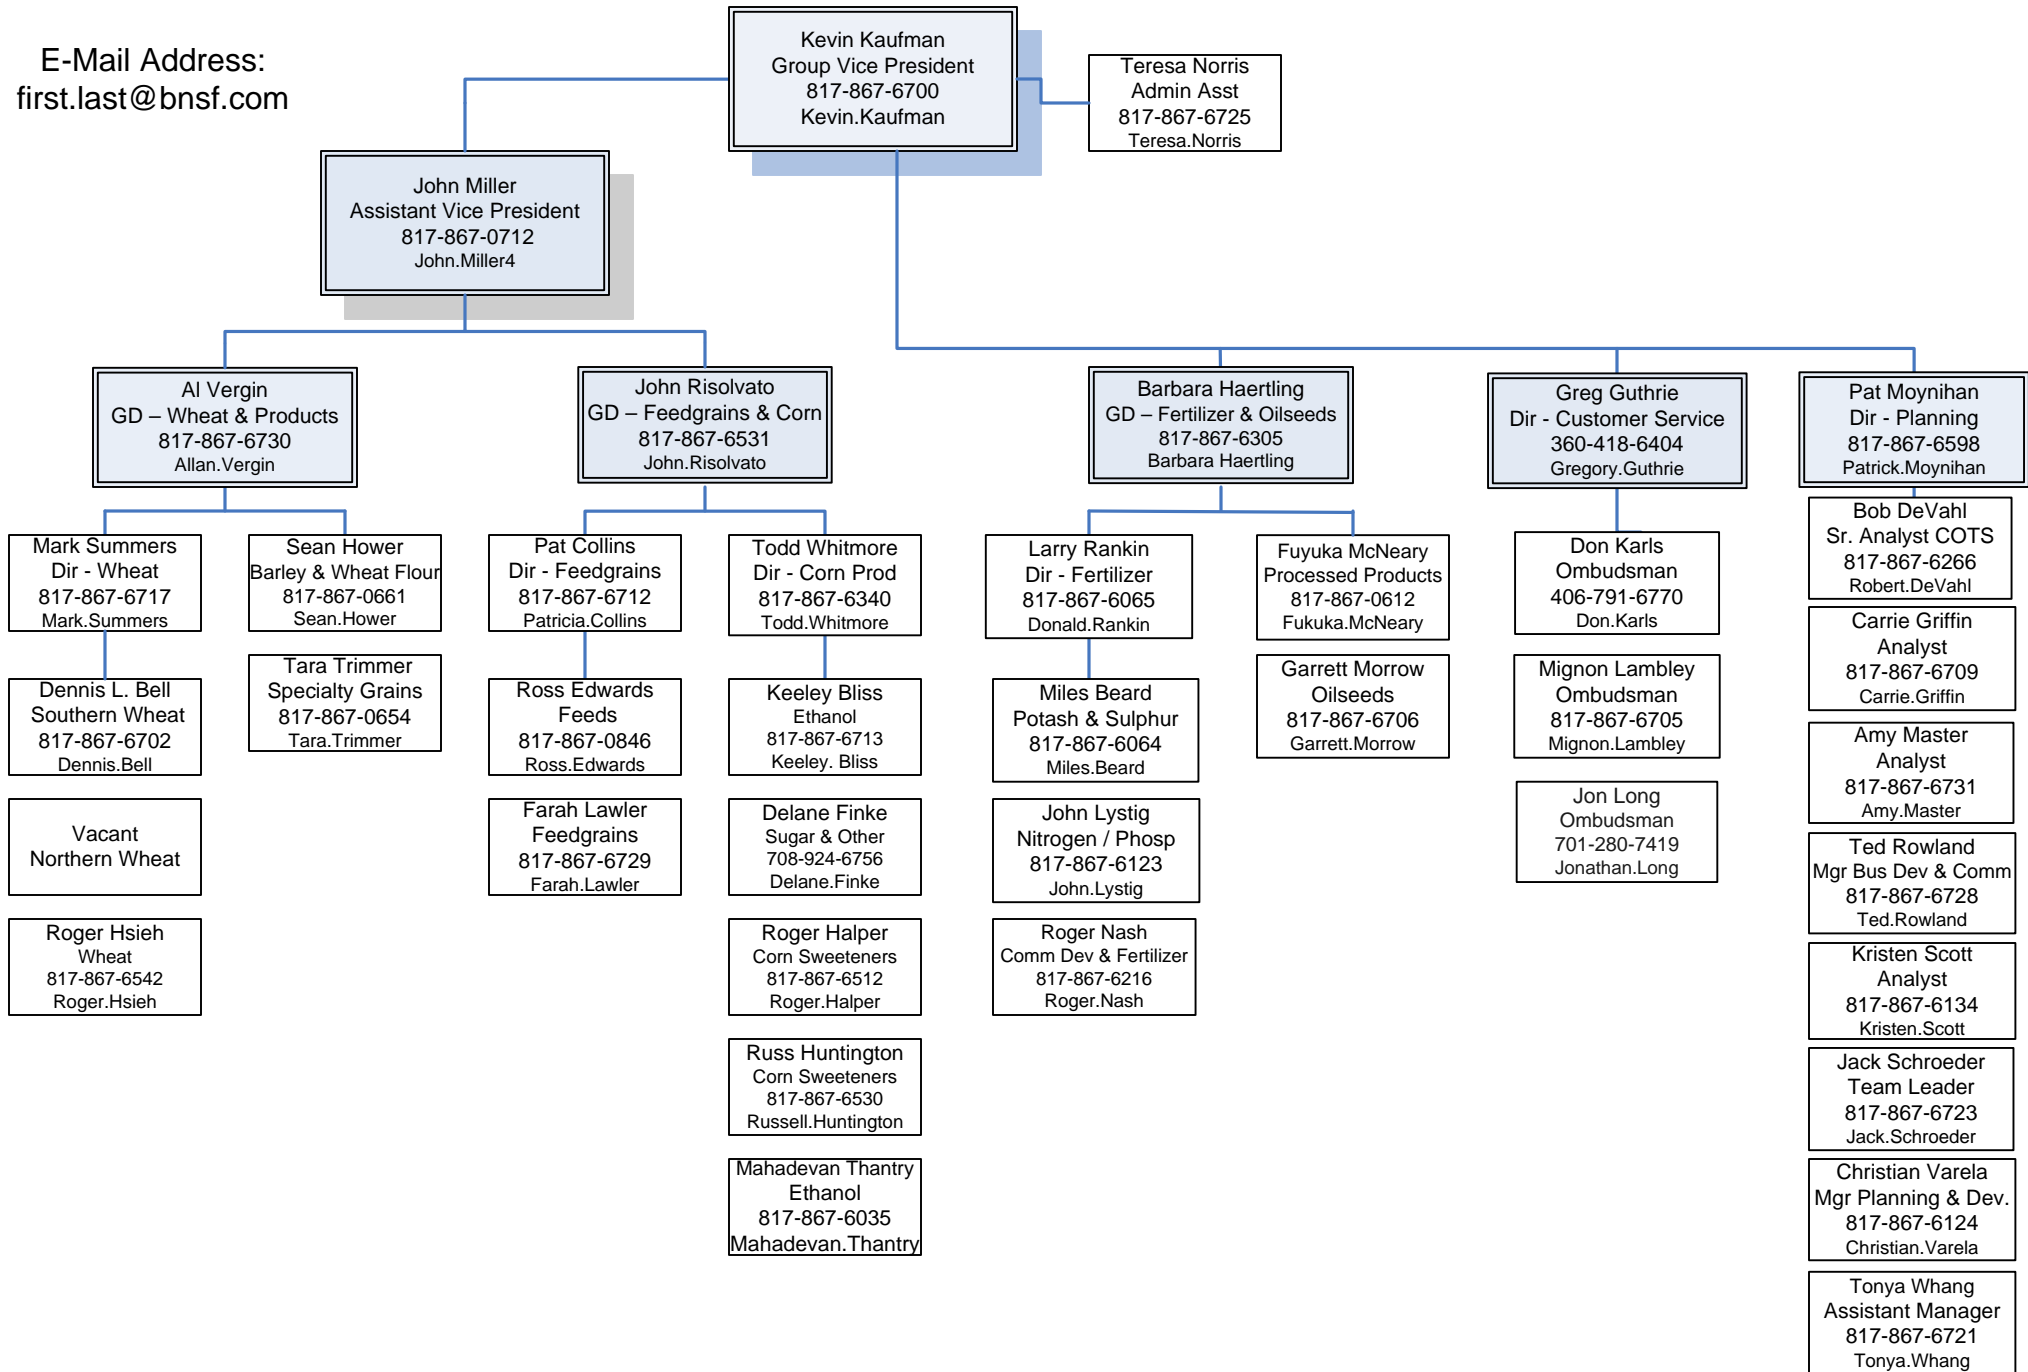 E-Mail Address:
first.last@bnsf.com
Kevin Kaufman
Group Vice President
817-867-6700
Kevin.Kaufman
Teresa Norris
Admin Asst
817-867-6725
Teresa.Norris
John Miller
Assistant Vice President
817-867-0712
John.Miller4
Al Vergin
GD – Wheat & Products
817-867-6730
Allan.Vergin
John Risolvato
GD – Feedgrains & Corn
817-867-6531
John.Risolvato
Barbara Haertling
GD – Fertilizer & Oilseeds
817-867-6305
Barbara Haertling
Greg Guthrie
Dir - Customer Service
360-418-6404
Gregory.Guthrie
Pat Moynihan
Dir - Planning
817-867-6598
Patrick.Moynihan
Mark Summers
Dir - Wheat
817-867-6717
Mark.Summers
Dennis L. Bell
Southern Wheat
817-867-6702
Dennis.Bell
Vacant
Northern Wheat
Roger Hsieh
Wheat
817-867-6542
Roger.Hsieh
Sean Hower
Barley & Wheat Flour
817-867-0661
Sean.Hower
Tara Trimmer
Specialty Grains
817-867-0654
Tara.Trimmer
Pat Collins
Dir - Feedgrains
817-867-6712
Patricia.Collins
Ross Edwards
Feeds
817-867-0846
Ross.Edwards
Farah Lawler
Feedgrains
817-867-6729
Farah.Lawler
Todd Whitmore
Dir - Corn Prod
817-867-6340
Todd.Whitmore
Keeley Bliss
Ethanol
817-867-6713
Keeley. Bliss
Delane Finke
Sugar & Other
708-924-6756
Delane.Finke
Roger Halper
Corn Sweeteners
817-867-6512
Roger.Halper
Russ Huntington
Corn Sweeteners
817-867-6530
Russell.Huntington
Mahadevan Thantry
Ethanol
817-867-6035
Mahadevan.Thantry
Larry Rankin
Dir - Fertilizer
817-867-6065
Donald.Rankin
Miles Beard
Potash & Sulphur
817-867-6064
Miles.Beard
John Lystig
Nitrogen / Phosp
817-867-6123
John.Lystig
Roger Nash
Comm Dev & Fertilizer
817-867-6216
Roger.Nash
Fuyuka McNeary
Processed Products
817-867-0612
Fukuka.McNeary
Garrett Morrow
Oilseeds
817-867-6706
Garrett.Morrow
Don Karls
Ombudsman
406-791-6770
Don.Karls
Mignon Lambley
Ombudsman
817-867-6705
Mignon.Lambley
Jon Long
Ombudsman
701-280-7419
Jonathan.Long
Bob DeVahl
Sr. Analyst COTS
817-867-6266
Robert.DeVahl
Carrie Griffin
Analyst
817-867-6709
Carrie.Griffin
Amy Master
Analyst
817-867-6731
Amy.Master
Ted Rowland
Mgr Bus Dev & Comm
817-867-6728
Ted.Rowland
Kristen Scott
Analyst
817-867-6134
Kristen.Scott
Jack Schroeder
Team Leader
817-867-6723
Jack.Schroeder
Christian Varela
Mgr Planning & Dev.
817-867-6124
Christian.Varela
Tonya Whang
Assistant Manager
817-867-6721
Tonya.Whang